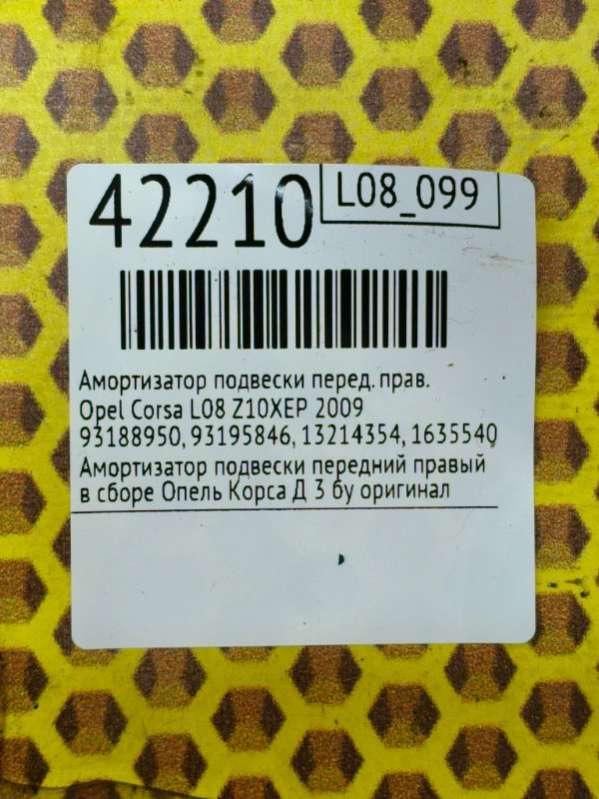 42210
L08_099
Амортизатор подвески перед. прав.
Opel Corsa L08 Z10XEP 2009
93188950, 93195846, 13214354, 1635540
Амортизатор подвески передний правый
в сборе Опель Корса Д 3 бу оригинал